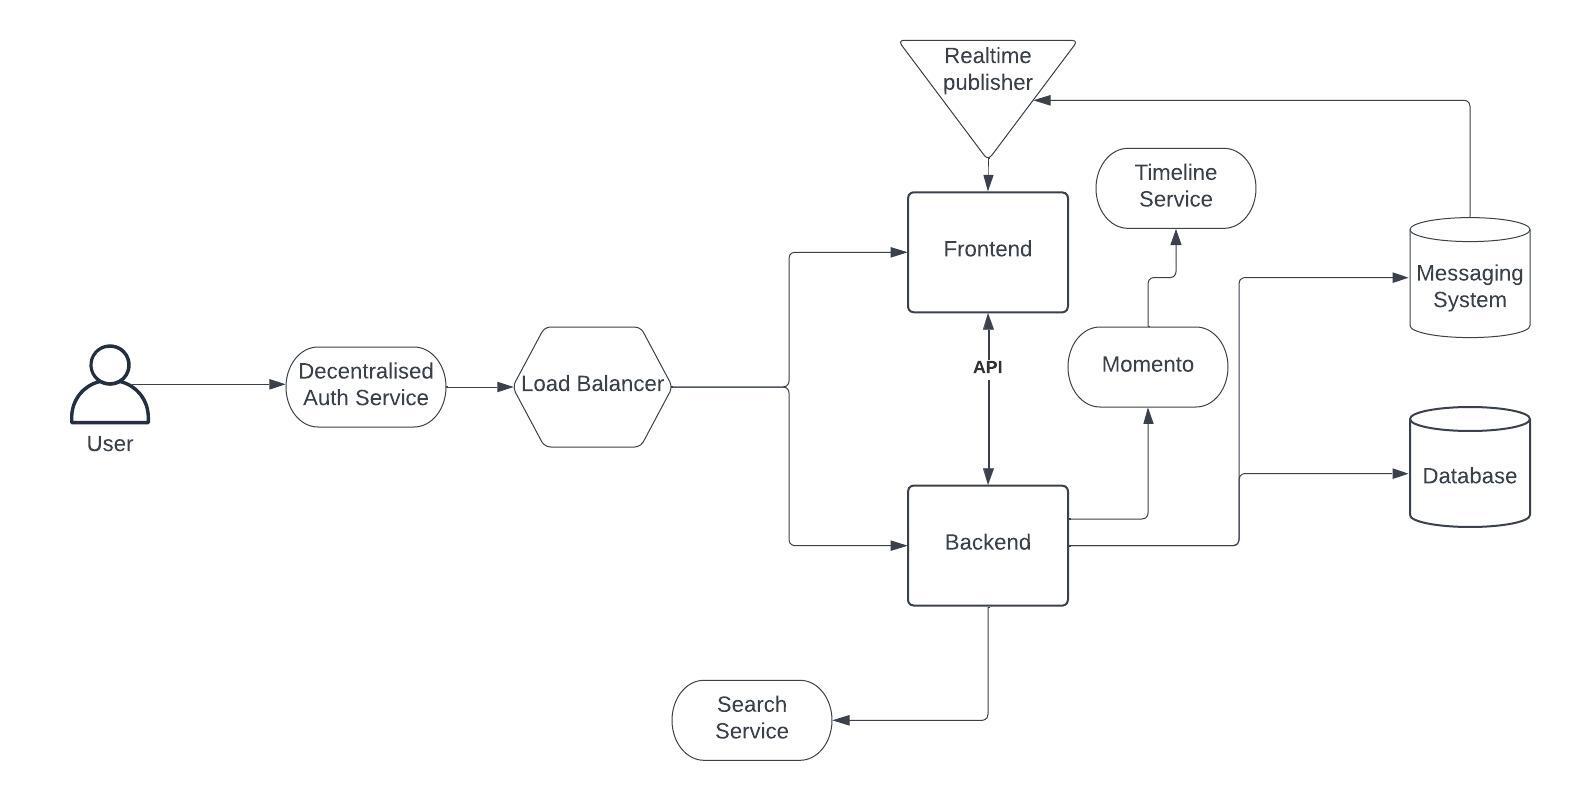 Realtime
publisher
Timeline
Service
Frontend
Messaging
System
API
Momento
Decentralised
Auth Service
Load Balancer
User
Database
Backend
Search
Service